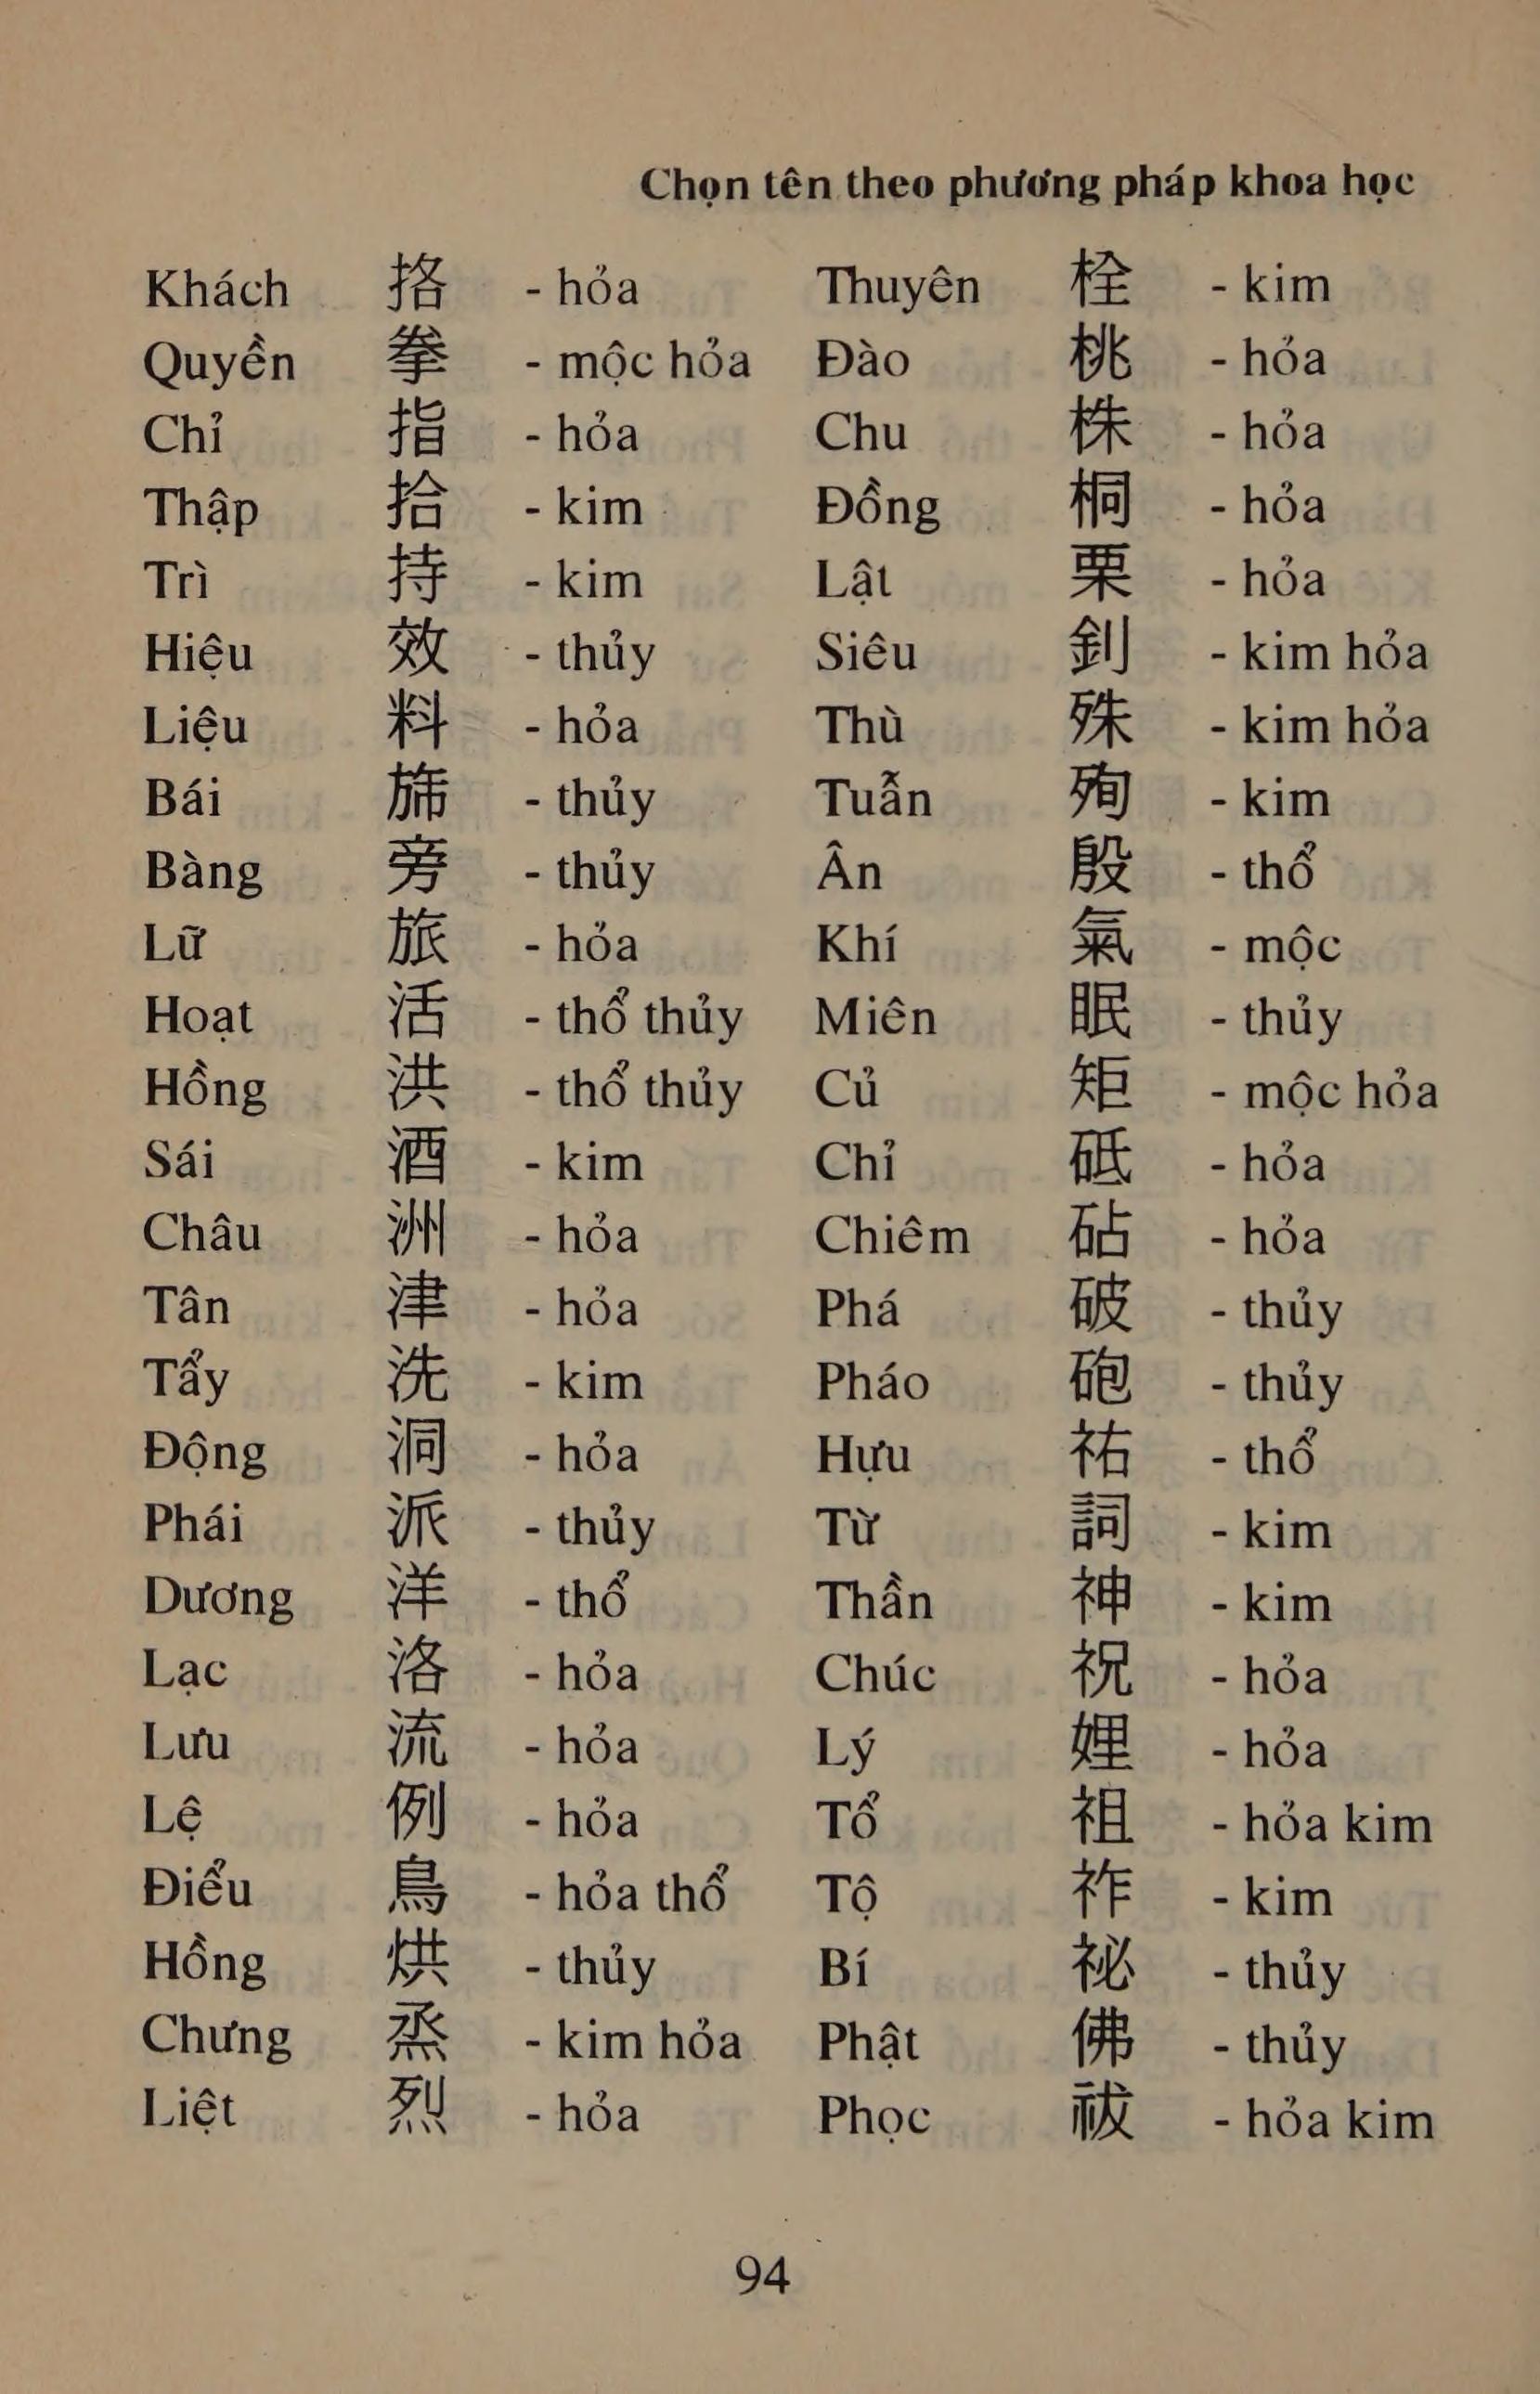 Chọn tên theo phương pháp khoa học
Khách 挌 - hỏa
Quyền 拳 - mộc hỏa
Chỉ 指 - hỏa
Thập 拾 - kim
Trì 持 - kim
Hiệu 效 - thủy
Liệu 料 - hỏa
Bái 旆 - thủy
Bàng 旁 - thủy
Lữ 旅 - hỏa
Hoạt 活 - thổ thủy
Hồng 洪 - thổ thủy
Sái 酒 - kim
Châu 洲 - hỏa
Tân 津 - hỏa
Tẩy 洗 - kim
Động 洞 - hỏa
Phái 派 - thủy
Dương 洋 - thổ
Lạc 洛 - hỏa
Lưu 流 - hỏa
Lệ 例 - hỏa
Điểu 鳥 - hỏa thổ
Hồng 烘 - thủy
Chưng 烝 - kim hỏa
Liệt 烈 - hỏa
Thuyên 栓 - kim
Đào 桃 - hỏa
Chu 株 - hỏa
Đồng 桐 - hỏa
Lật 栗 - hỏa
Siêu 釗 - kim hỏa
Thù 殊 - kim hỏa
Tuẫn 殉 - kim
Ân 殷 - thổ
Khí 氣 - mộc
Miên 眠 - thủy
Củ 矩 - mộc hỏa
Chỉ 砥 - hỏa
Chiêm 砧 - hỏa
Phá 破 - thủy
Pháo 砲 - thủy
Hựu 祐 - thổ
Từ 詞 - kim
Thần 神 - kim
Chúc 祝 - hỏa
Lý 娌 - hỏa
Tổ 祖 - hỏa kim
Tộ 祚 - kim
Bí 祕 - thủy
Phật 佛 - thủy
Phọc 祓 - hỏa kim
94